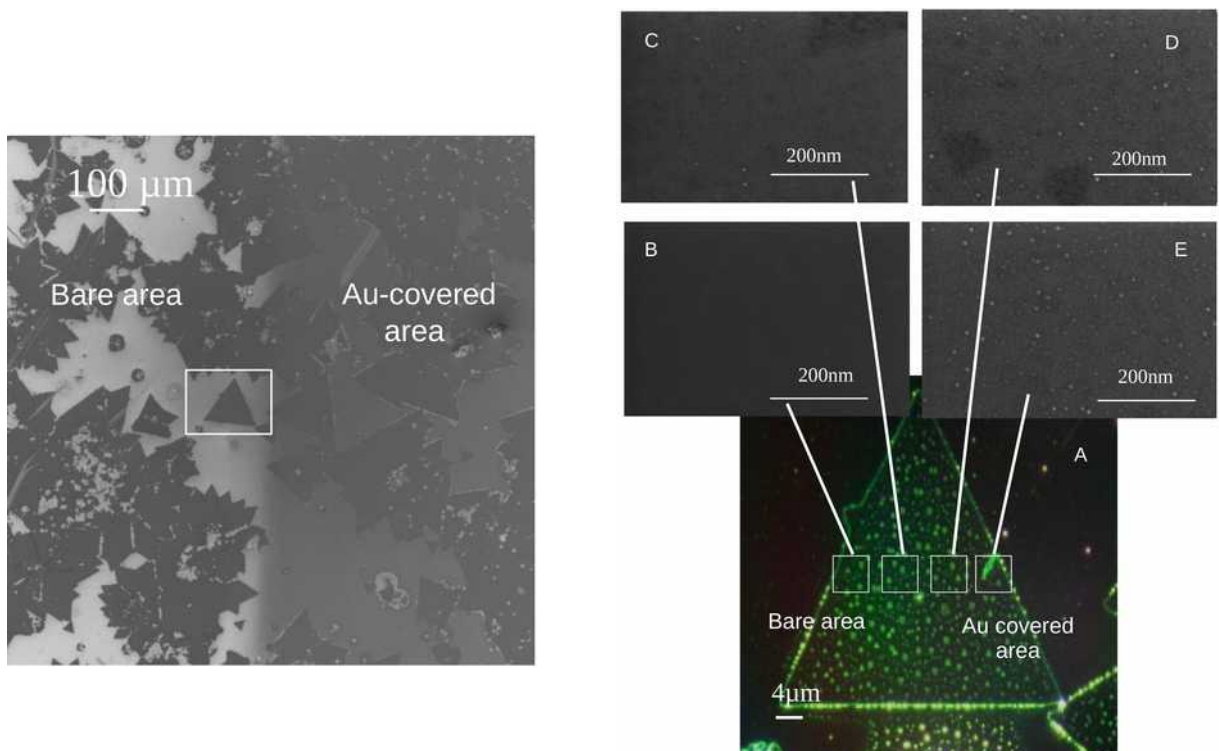 100 µm
Bare area
Au-covered
area
C
200nm
D
200nm
B
200nm
E
200nm
A
Bare area
Au covered
area
4µm